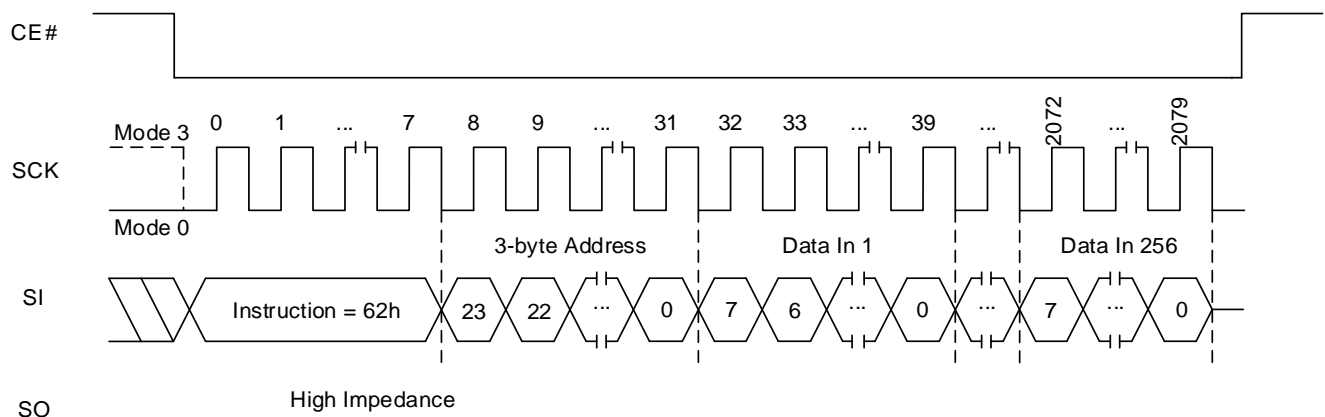 CE#
0 1 ... 7 8 9 ... 31 32 33 ... 39 ... 2072 ... 2079
Mode 3
SCK
Mode 0
3-byte Address Data In 1 Data In 256
SI Instruction = 62h 23 22 ... 0 7 6 ... 0 ... 7 ... 0
High Impedance
SO